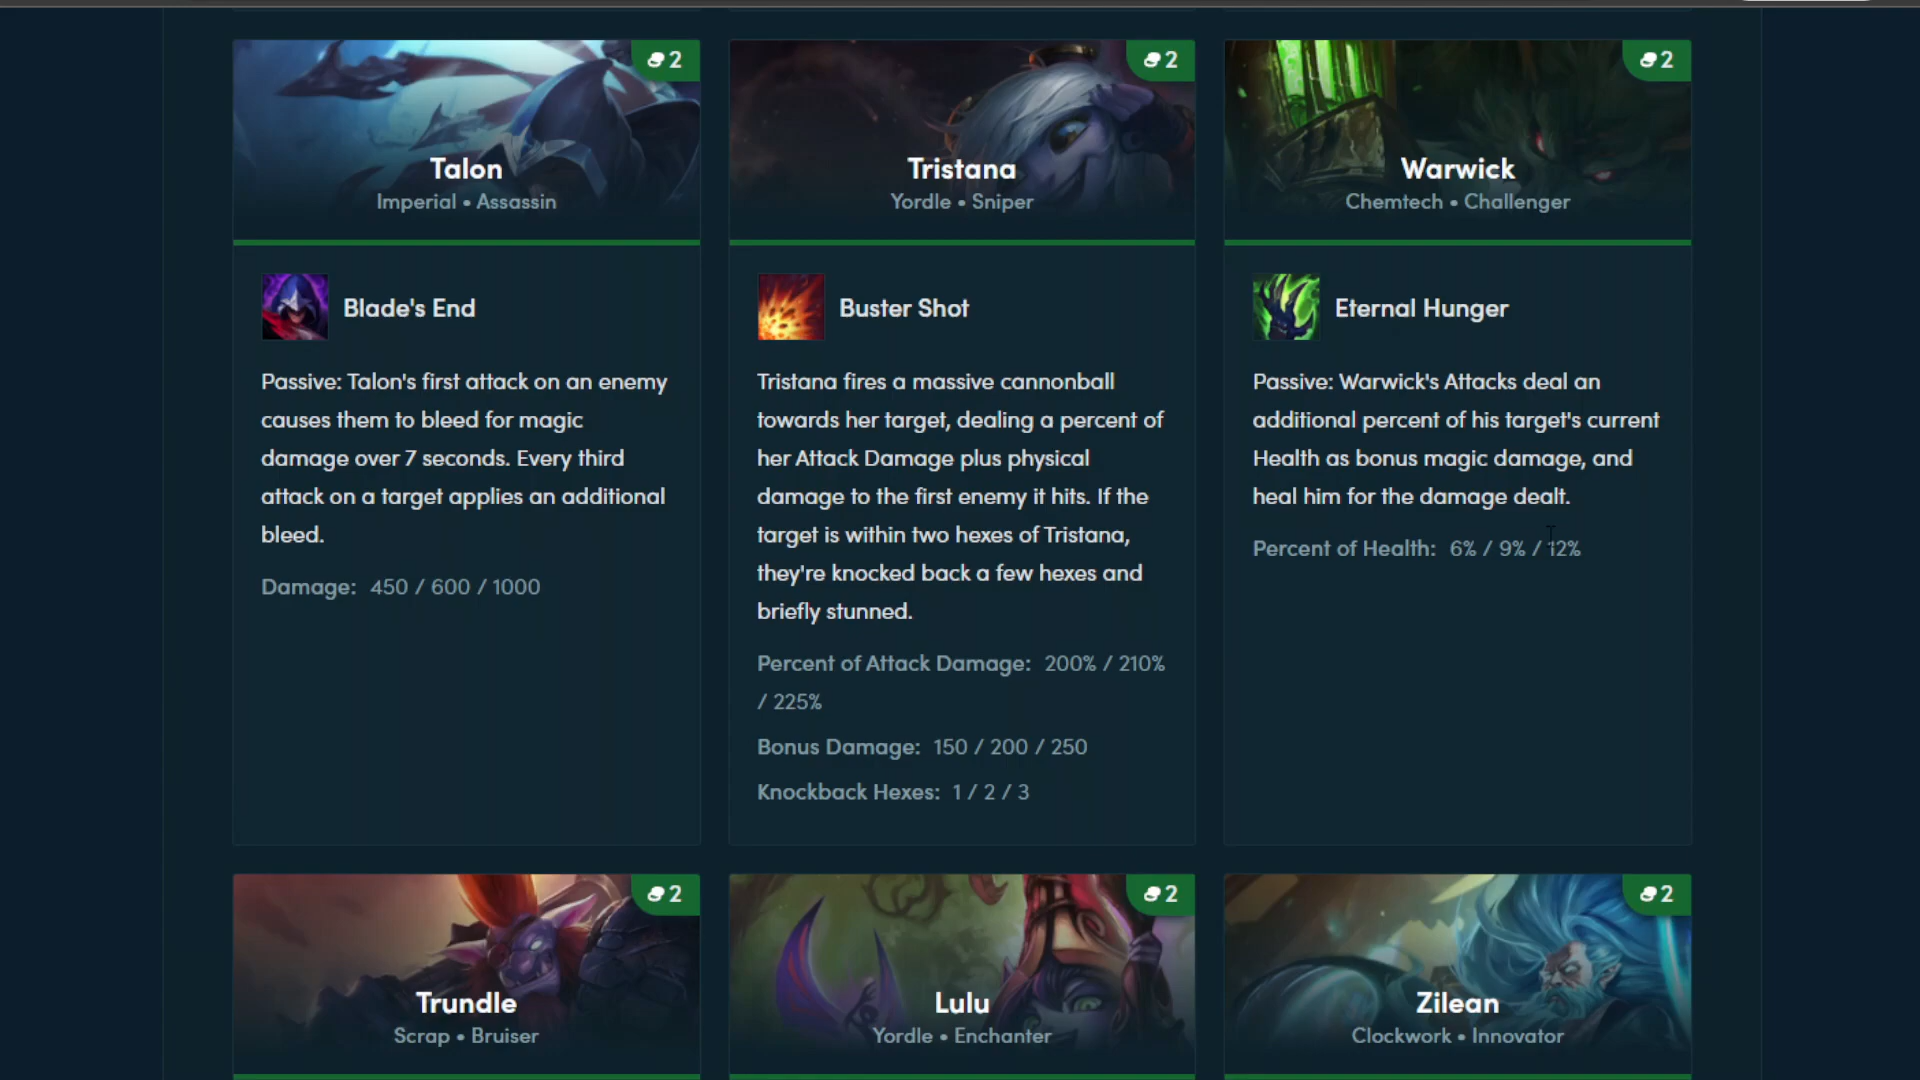 2
Talon
Imperial • Assassin
Blade's End
Passive: Talon's first attack on an enemy
causes them to bleed for magic
damage over 7 seconds. Every third
attack on a target applies an additional
bleed.
Damage: 450 / 600 / 1000
2
Tristana
Yordle • Sniper
Buster Shot
Tristana fires a massive cannonball
towards her target, dealing a percent of
her Attack Damage plus physical
damage to the first enemy it hits. If the
target is within two hexes of Tristana,
they're knocked back a few hexes and
briefly stunned.
Percent of Attack Damage: 200% / 210%
/ 225%
Bonus Damage: 150 / 200 / 250
Knockback Hexes: 1 / 2 / 3
2
Warwick
Chemtech • Challenger
Eternal Hunger
Passive: Warwick's Attacks deal an
additional percent of his target's current
Health as bonus magic damage, and
heal him for the damage dealt.
Percent of Health: 6% / 9% / 12%
2
Trundle
Scrap • Bruiser
2
Lulu
Yordle • Enchanter
2
Zilean
Clockwork • Innovator